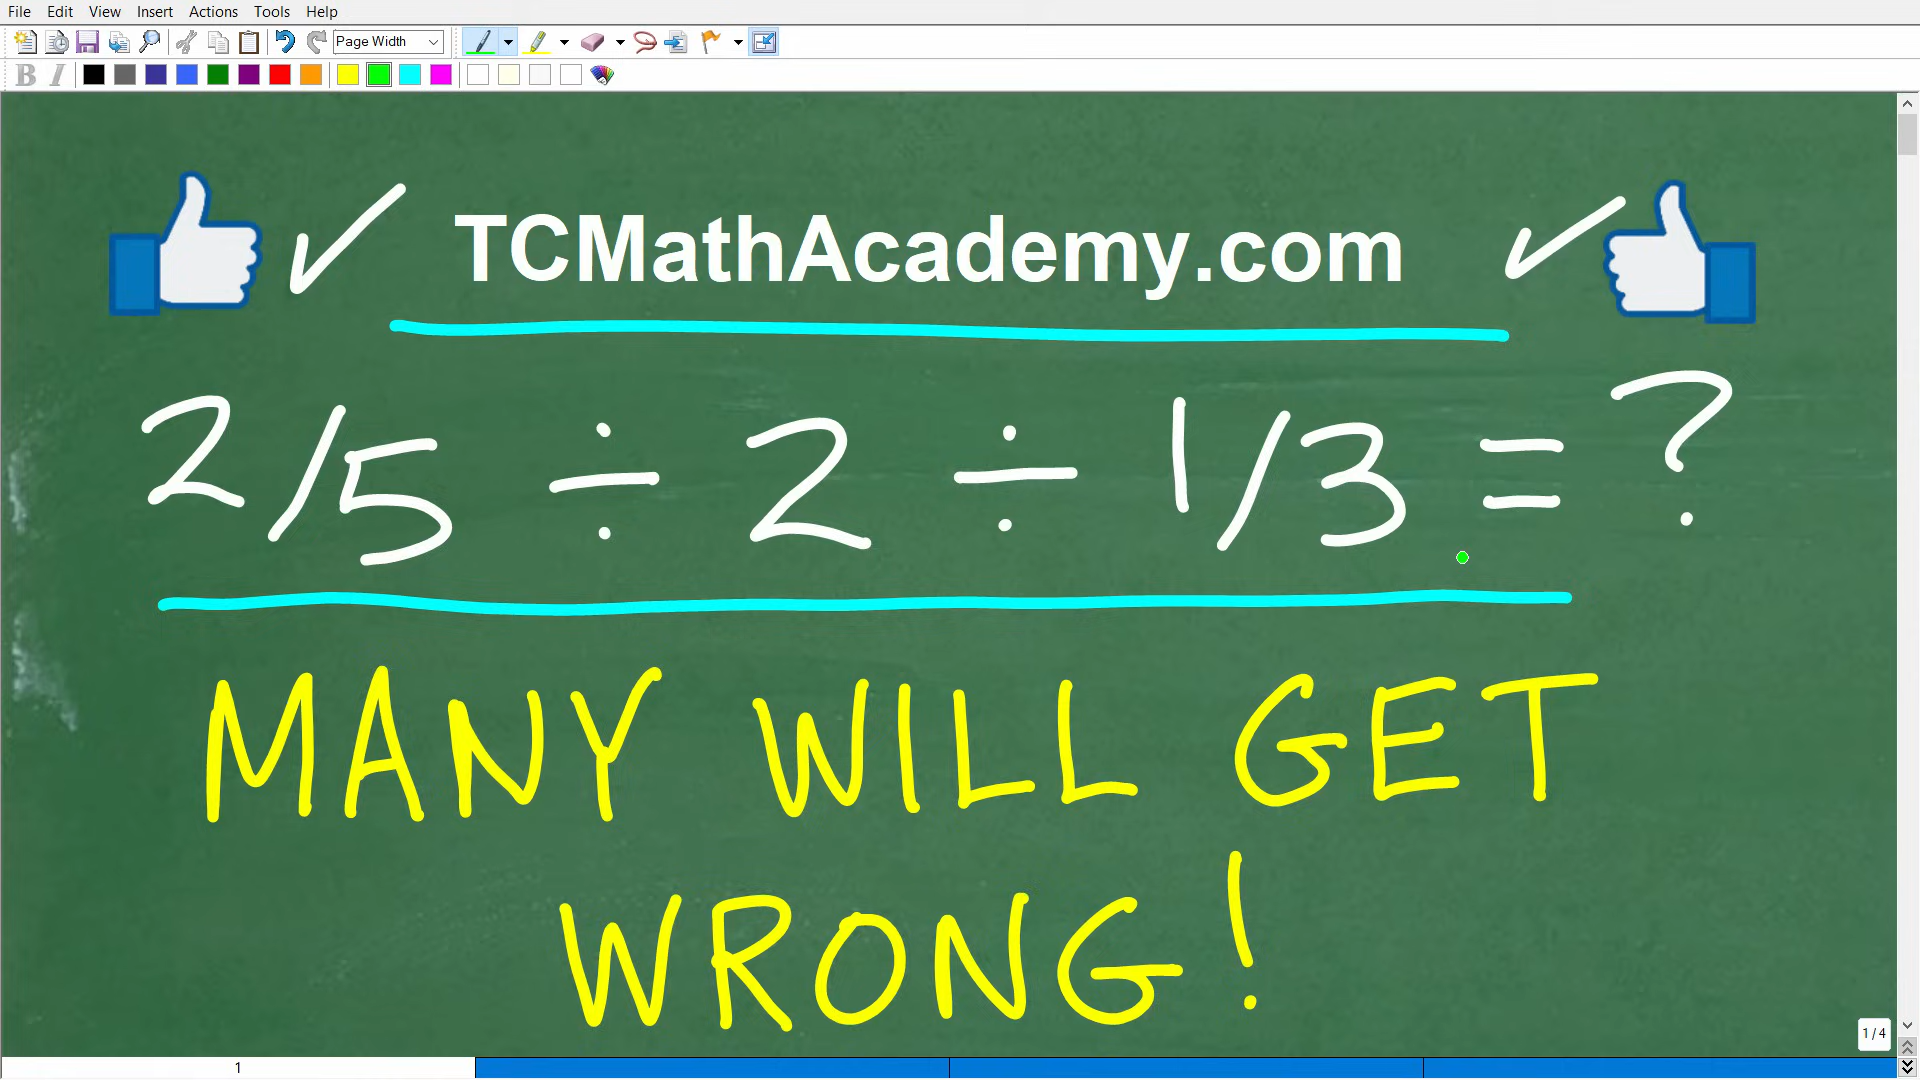 File Edit View Insert Actions Tools Help
Page Width
B I
TCMathAcademy.com
2/5 ÷ 2 ÷ 1/3 = ?
MANY WILL GET
WRONG!
1 / 4
1